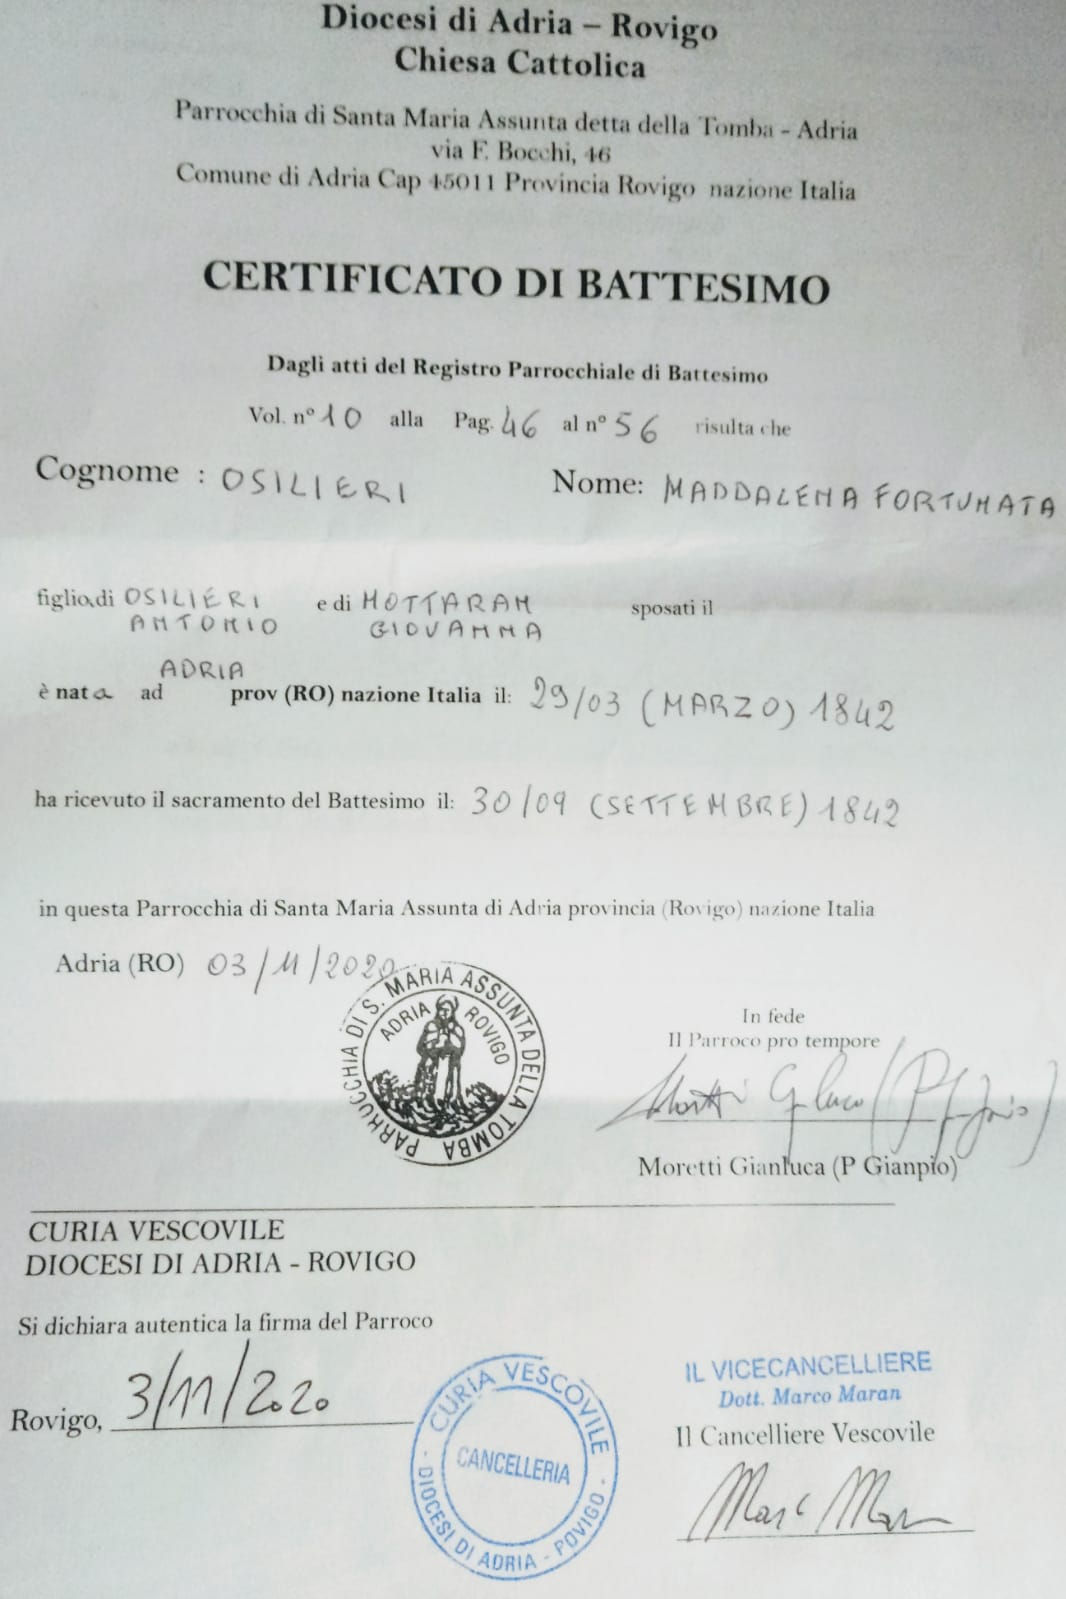 Diocesi di Adria – Rovigo
Chiesa Cattolica
Parrocchia di Santa Maria Assunta detta della Tomba - Adria
via F. Bocchi, 46
Comune di Adria Cap 45011 Provincia Rovigo nazione Italia
CERTIFICATO DI BATTESIMO
Dagli atti del Registro Parrocchiale di Battesimo
Vol. n° 10 alla Pag. 46 al n° 56 risulta che
Cognome : OSILIERI Nome: MADDALENA FORTUNATA
figlio,di OSILIERI ANTONIO e di MOTTARAN GIOVANNA sposati il
è nata ad ADRIA prov (RO) nazione Italia il: 29/03 (MARZO) 1842
ha ricevuto il sacramento del Battesimo il: 30/09 (SETTEMBRE) 1842
in questa Parrocchia di Santa Maria Assunta di Adria provincia (Rovigo) nazione Italia
Adria (RO) 03/11/2020
PARROCCHIA DI S. MARIA ASSUNTA DELLA TOMBA
ADRIA ROVIGO
In fede
Il Parroco pro tempore
Moretti Gianluca (P Gianpio)
CURIA VESCOVILE
DIOCESI DI ADRIA - ROVIGO
Si dichiara autentica la firma del Parroco
Rovigo, 3/11/2020
CURIA VESCOVILE
CANCELLERIA
- DIOCESI DI ADRIA - ROVIGO -
IL VICECANCELLIERE
Dott. Marco Maran
Il Cancelliere Vescovile